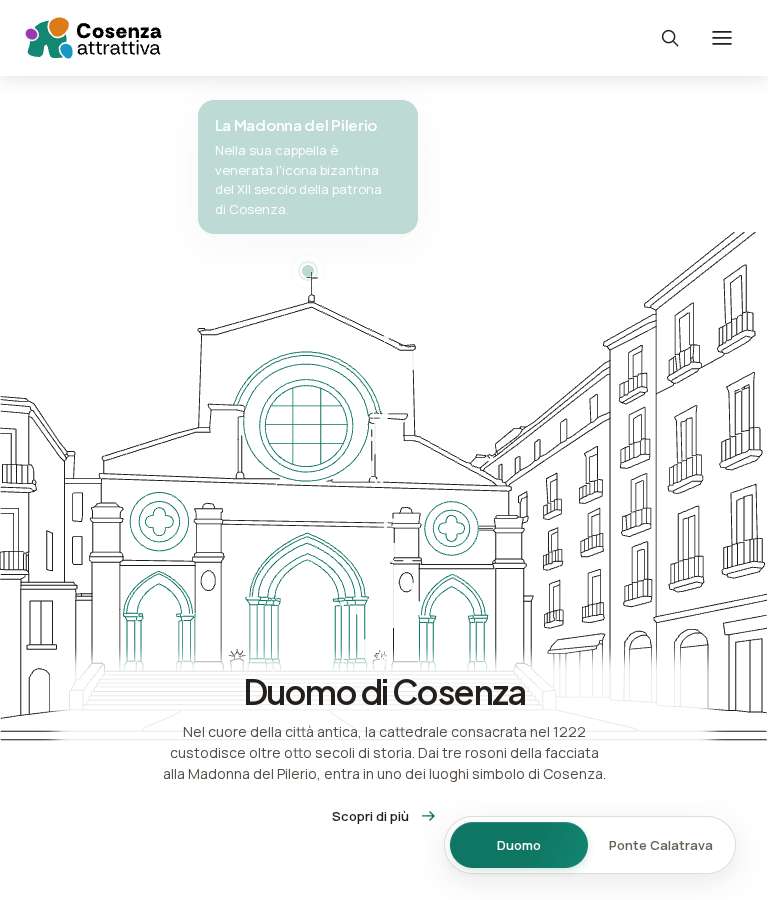 Cosenza
attrattiva
La Madonna del Pilerio
Nella sua cappella è
venerata l'icona bizantina
del XII secolo della patrona
di Cosenza.
Duomo di Cosenza
Nel cuore della città antica, la cattedrale consacrata nel 1222
custodisce oltre otto secoli di storia. Dai tre rosoni della facciata
alla Madonna del Pilerio, entra in uno dei luoghi simbolo di Cosenza.
Scopri di più
Duomo
Ponte Calatrava